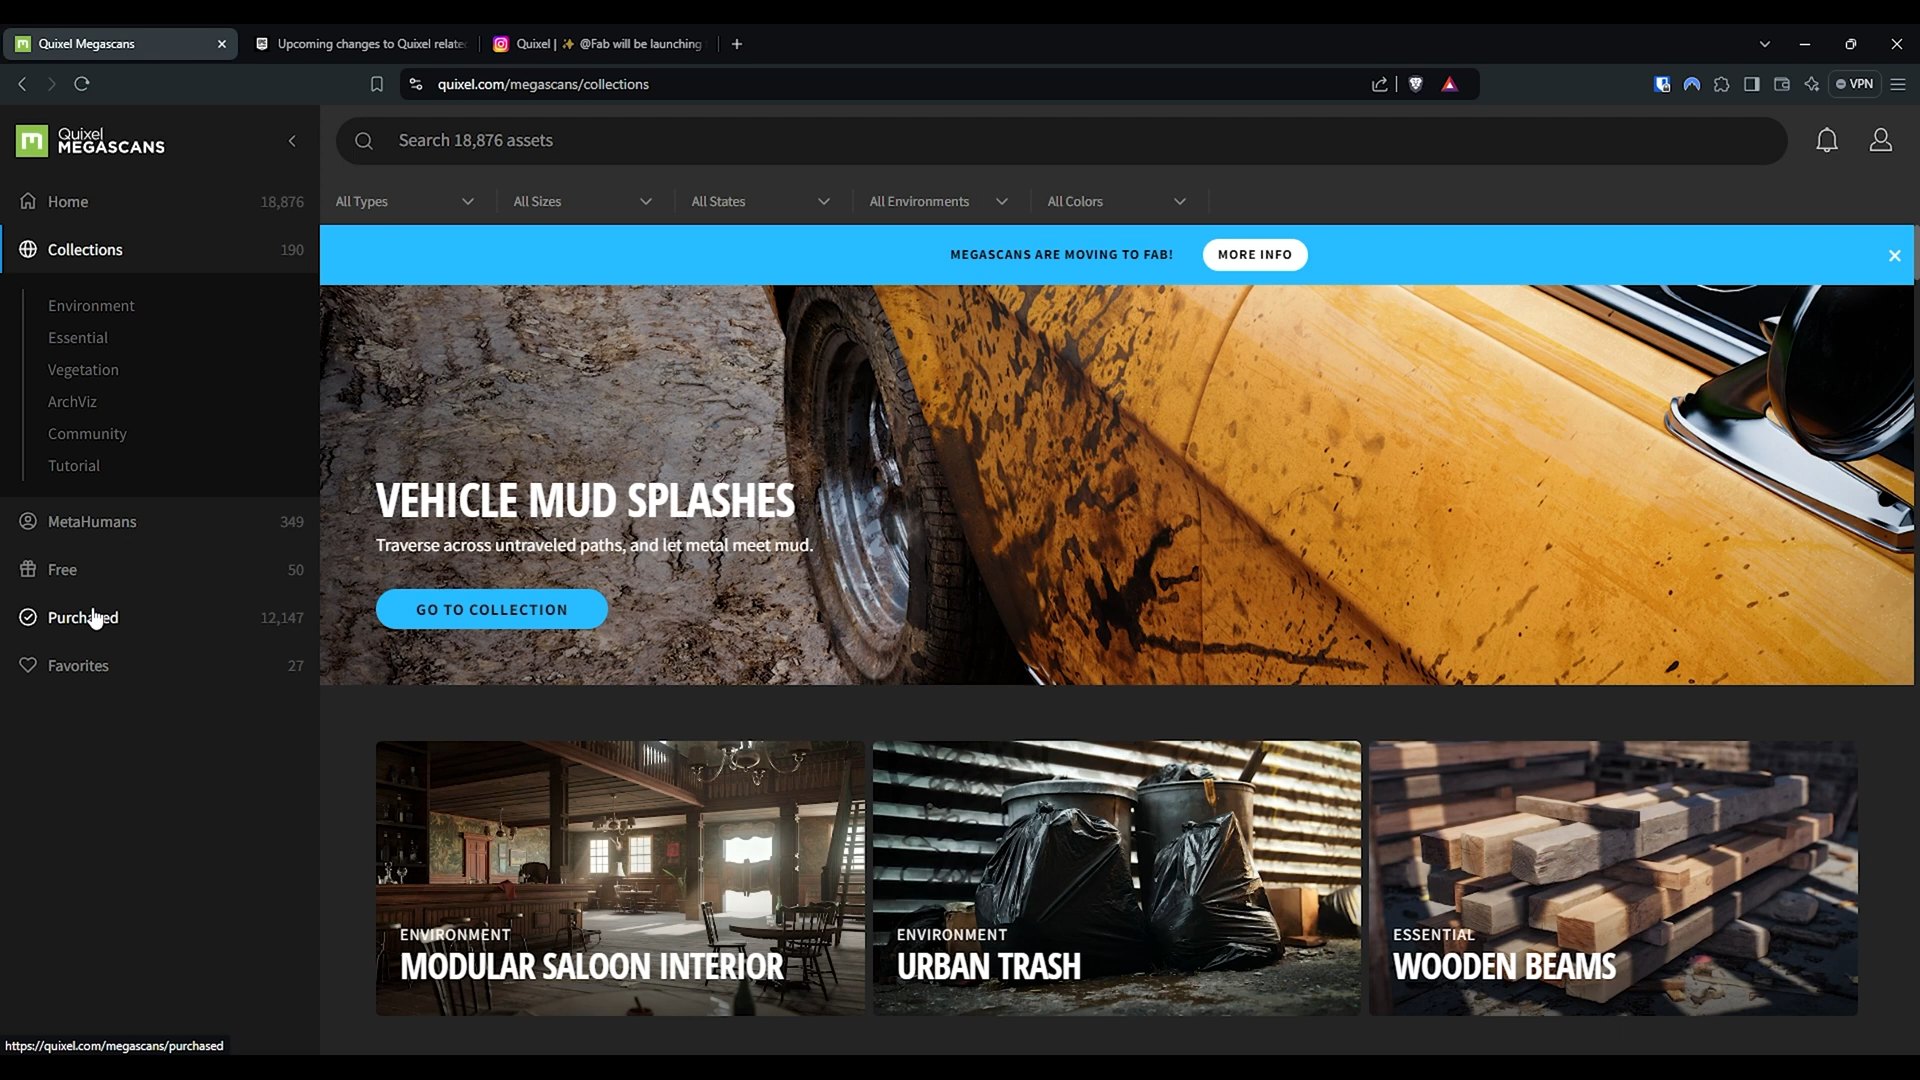 Quixel Megascans
Upcoming changes to Quixel relate
Quixel | ✨ @Fab will be launching
quixel.com/megascans/collections
VPN
Quixel
MEGASCANS
Search 18,876 assets
Home 18,876
All Types
All Sizes
All States
All Environments
All Colors
Collections 190
MEGASCANS ARE MOVING TO FAB!
MORE INFO
Environment
Essential
Vegetation
ArchViz
Community
Tutorial
MetaHumans 349
Free 50
Purchased 12,147
Favorites 27
VEHICLE MUD SPLASHES
Traverse across untraveled paths, and let metal meet mud.
GO TO COLLECTION
ENVIRONMENT
MODULAR SALOON INTERIOR
ENVIRONMENT
URBAN TRASH
ESSENTIAL
WOODEN BEAMS
https://quixel.com/megascans/purchased